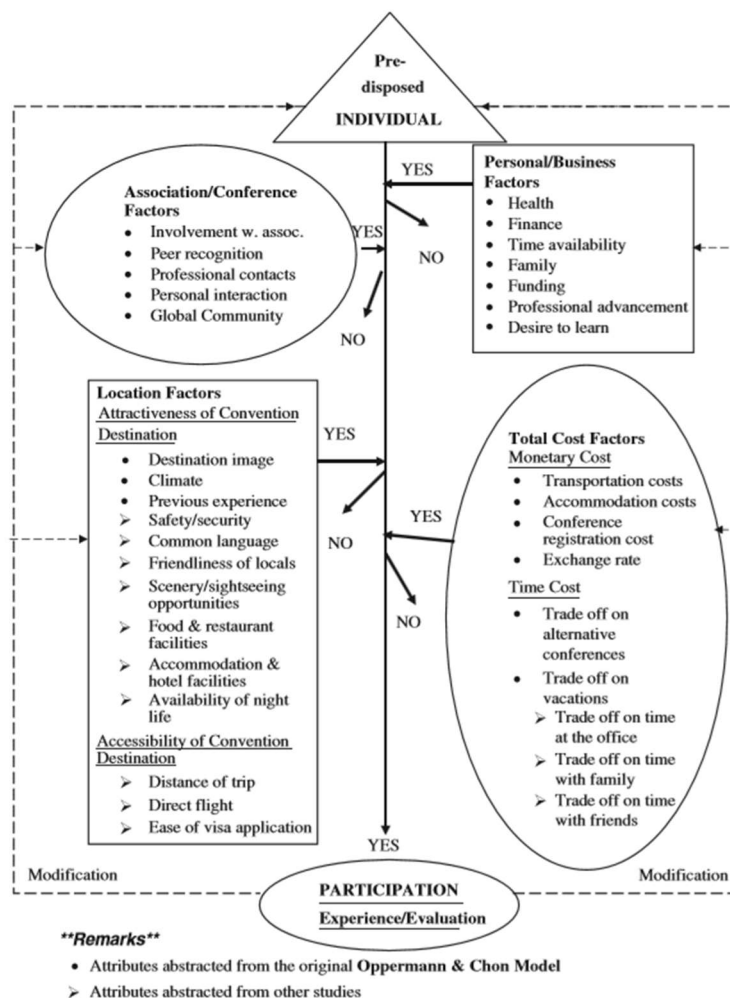 Pre-
disposed
INDIVIDUAL
YES
Personal/Business
Factors
• Health
• Finance
• Time availability
• Family
• Funding
• Professional advancement
• Desire to learn
NO
Association/Conference
Factors
• Involvement w. assoc.
• Peer recognition
• Professional contacts
• Personal interaction
• Global Community
YES
NO
Location Factors
Attractiveness of Convention
Destination
• Destination image
• Climate
• Previous experience
➢ Safety/security
➢ Common language
➢ Friendliness of locals
➢ Scenery/sightseeing
opportunities
➢ Food & restaurant
facilities
➢ Accommodation &
hotel facilities
➢ Availability of night
life
Accessibility of Convention
Destination
➢ Distance of trip
➢ Direct flight
➢ Ease of visa application
YES
NO
Total Cost Factors
Monetary Cost
• Transportation costs
• Accommodation costs
• Conference
registration cost
• Exchange rate
Time Cost
• Trade off on
alternative
conferences
• Trade off on
vacations
➢ Trade off on time
at the office
➢ Trade off on time
with family
➢ Trade off on time
with friends
YES
NO
YES
Modification
Modification
PARTICIPATION
Experience/Evaluation
**Remarks**
• Attributes abstracted from the original Oppermann & Chon Model
➢ Attributes abstracted from other studies